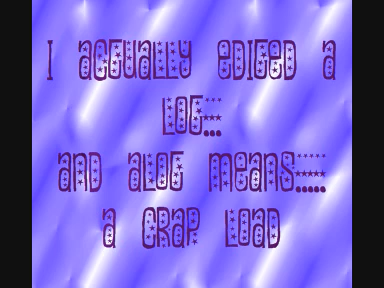 I actually edited a
lot...
and alot means:....
a crap load